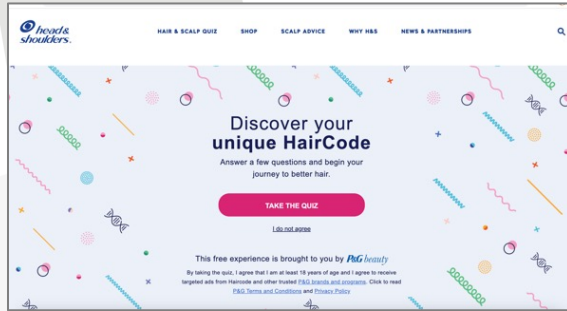 head&
shoulders.
HAIR & SCALP QUIZ SHOP SCALP ADVICE WHY H&S NEWS & PARTNERSHIPS
Discover your
unique HairCode
Answer a few questions and begin your
journey to better hair.
TAKE THE QUIZ
I do not agree
This free experience is brought to you by P&G beauty
By taking the quiz, I agree that I am at least 18 years of age and I agree to receive
targeted ads from Haircode and other trusted P&G brands and programs. Click to read
P&G Terms and Conditions and Privacy Policy